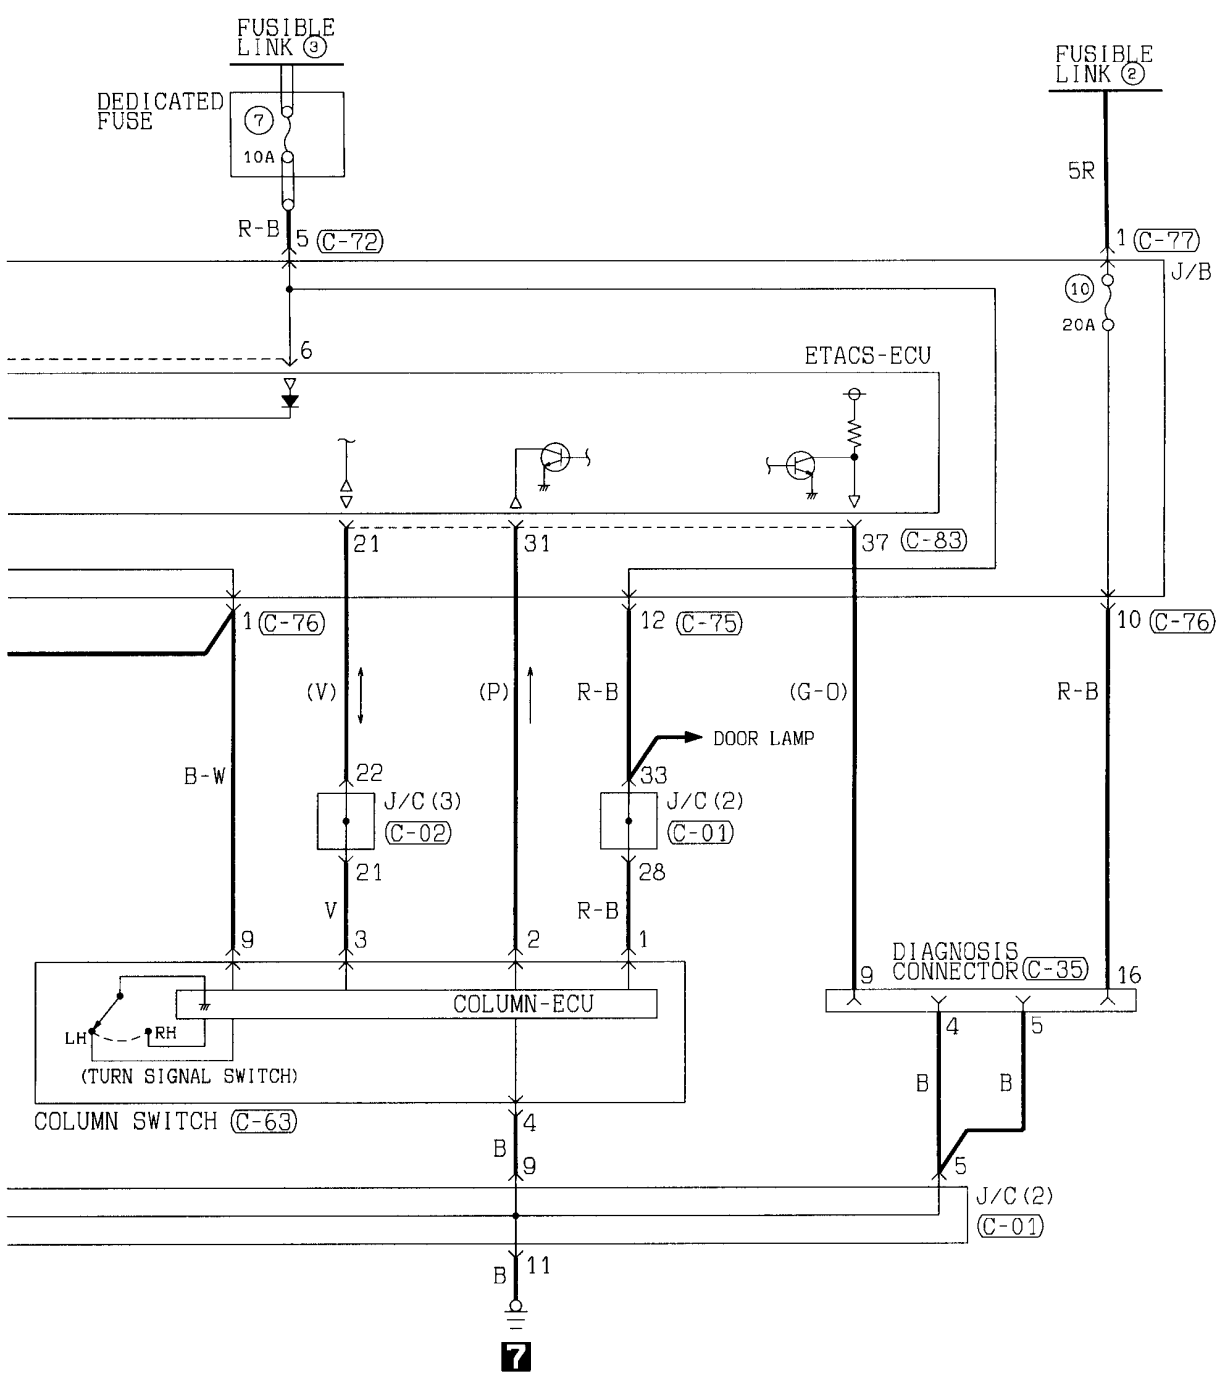 FUSIBLE
LINK ③
FUSIBLE
LINK ②
DEDICATED
FUSE
⑦
10A
5R
R-B
5 (C-72)
1 (C-77)
J/B
⑩
20A
6
ETACS-ECU
21
31
37 (C-83)
1 (C-76)
12 (C-75)
10 (C-76)
(V)
(P)
R-B
(G-O)
R-B
DOOR LAMP
B-W
22
33
J/C (3)
(C-02)
J/C (2)
(C-01)
21
28
V
R-B
9
3
2
1
DIAGNOSIS
CONNECTOR (C-35)
9
16
COLUMN-ECU
4
5
LH
RH
(TURN SIGNAL SWITCH)
B
B
COLUMN SWITCH (C-63)
4
B
9
5
J/C (2)
(C-01)
11
B
7